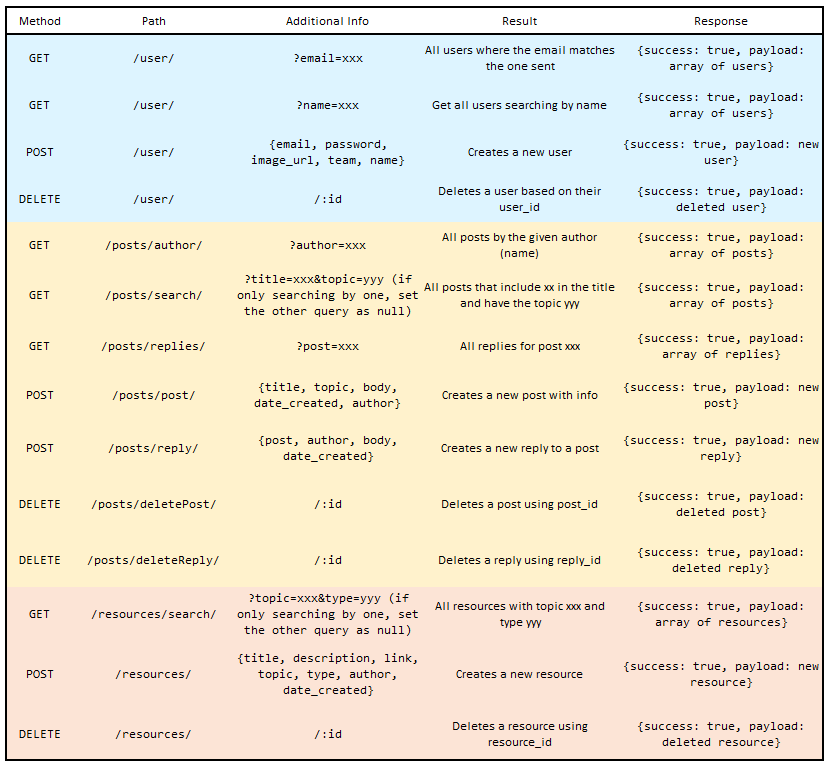 Method Path Additional Info Result Response
GET /user/ ?email=xxx All users where the email matches the one sent {success: true, payload: array of users}
GET /user/ ?name=xxx Get all users searching by name {success: true, payload: array of users}
POST /user/ {email, password, image_url, team, name} Creates a new user {success: true, payload: new user}
DELETE /user/ /:id Deletes a user based on their user_id {success: true, payload: deleted user}
GET /posts/author/ ?author=xxx All posts by the given author (name) {success: true, payload: array of posts}
GET /posts/search/ ?title=xxx&topic=yyy (if only searching by one, set the other query as null) All posts that include xx in the title and have the topic yyy {success: true, payload: array of posts}
GET /posts/replies/ ?post=xxx All replies for post xxx {success: true, payload: array of replies}
POST /posts/post/ {title, topic, body, date_created, author} Creates a new post with info {success: true, payload: new post}
POST /posts/reply/ {post, author, body, date_created} Creates a new reply to a post {success: true, payload: new reply}
DELETE /posts/deletePost/ /:id Deletes a post using post_id {success: true, payload: deleted post}
DELETE /posts/deleteReply/ /:id Deletes a reply using reply_id {success: true, payload: deleted reply}
GET /resources/search/ ?topic=xxx&type=yyy (if only searching by one, set the other query as null) All resources with topic xxx and type yyy {success: true, payload: array of resources}
POST /resources/ {title, description, link, topic, type, author, date_created} Creates a new resource {success: true, payload: new resource}
DELETE /resources/ /:id Deletes a resource using resource_id {success: true, payload: deleted resource}